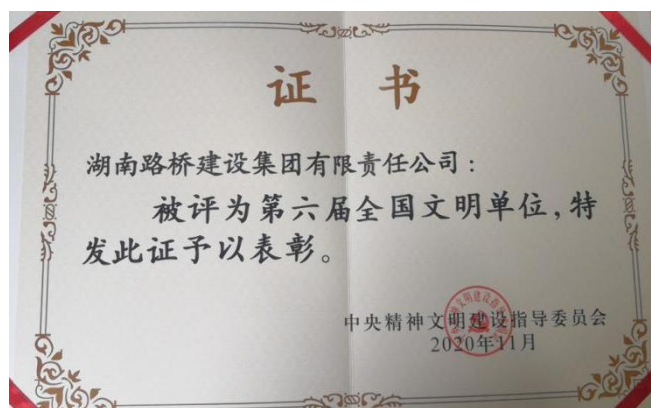 证 书
湖南路桥建设集团有限责任公司：
被评为第六届全国文明单位，特
发此证予以表彰。
中央精神文明建设指导委员会
2020年11月